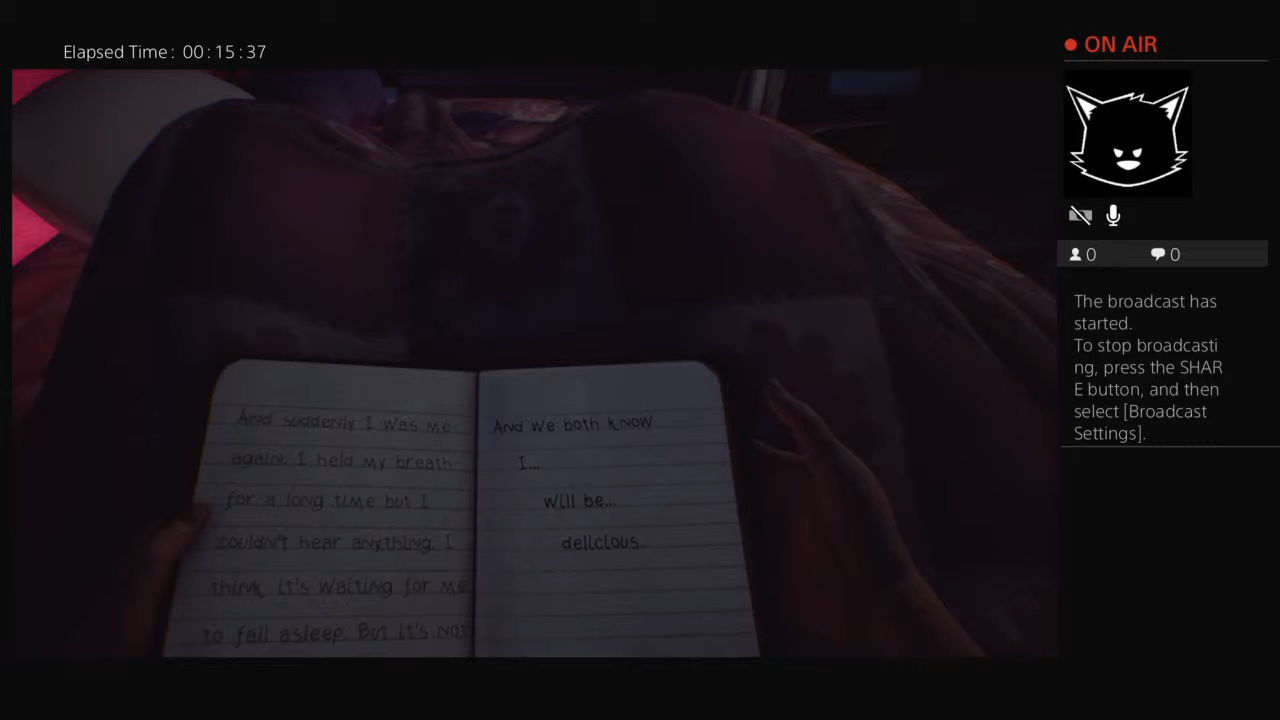 Elapsed Time: 00:15:37
ON AIR
0
0
The broadcast has
started.
To stop broadcasti
ng, press the SHAR
E button, and then
select [Broadcast
Settings].
And suddenly I was me
again. I held my breath
for a long time but I
couldn't hear anything. I
think it's waiting for me
to fall asleep. But it's not
And we both know
I...
will be...
delicious.